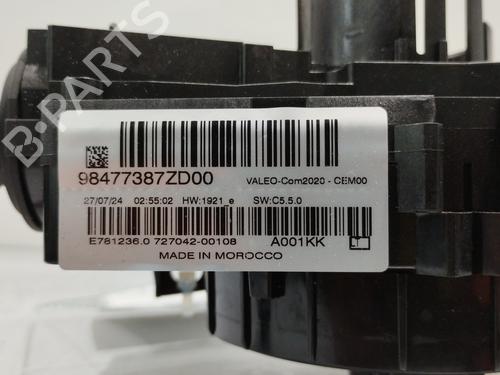 B-PARTS
98477387ZD00
VALEO-Com2020 - CEM00
27/07/24 02:55:02 HW:1921_e SW:C5.5.0
E781236.0 727042-00108 A001KK
MADE IN MOROCCO